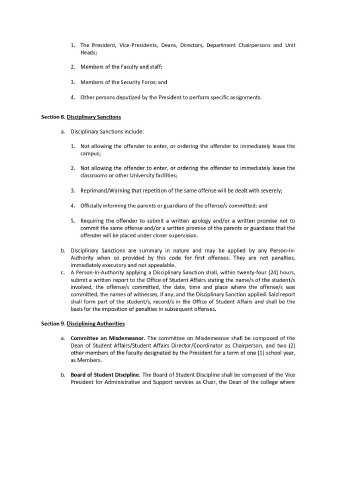 1. The President, Vice-Presidents, Deans, Directors, Department Chairpersons and Unit
Heads;
2. Members of the Faculty and staff;
3. Members of the Security Force; and
4. Other persons deputized by the President to perform specific assignments.
Section 8. Disciplinary Sanctions
a. Disciplinary Sanctions include:
1. Not allowing the offender to enter, or ordering the offender to immediately leave the
campus;
2. Not allowing the offender to enter, or ordering the offender to immediately leave the
classrooms or other University facilities;
3. Reprimand/Warning that repetition of the same offense will be dealt with severely;
4. Officially informing the parents or guardians of the offense/s committed; and
5. Requiring the offender to submit a written apology and/or a written promise not to
commit the same offense and/or a written promise of the parents or guardians that the
offender will be placed under closer supervision.
b. Disciplinary Sanctions are summary in nature and may be applied by any Person-In-
Authority when so provided by this code for first offenses. They are not penalties,
immediately executory and not appealable.
c. A Person-In-Authority applying a Disciplinary Sanction shall, within twenty-four (24) hours,
submit a written report to the Office of Student Affairs stating the name/s of the student/s
involved, the offense/s committed, the date, time and place where the offense/s was
committed, the names of witnesses, if any, and the Disciplinary Sanction applied. Said report
shall form part of the student/s, record/s in the Office of Student Affairs and shall be the
basis for the imposition of penalties in subsequent offenses.
Section 9. Disciplining Authorities
a. Committee on Misdemeanor. The committee on Misdemeanor shall be composed of the
Dean of Student Affairs/Student Affairs Director/Coordinator as Chairperson, and two (2)
other members of the faculty designated by the President for a term of one (1) school year,
as Members.
b. Board of Student Discipline. The Board of Student Discipline shall be composed of the Vice
President for Administrative and Support services as Chair, the Dean of the college where